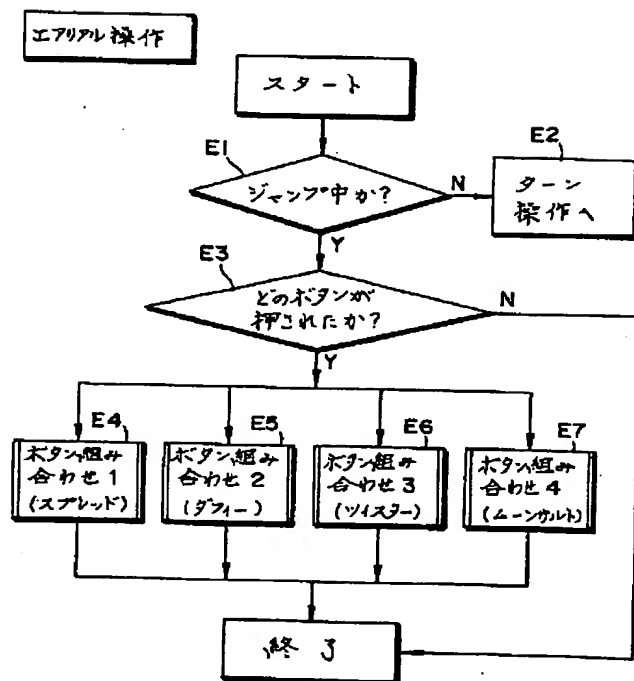 エアリアル操作
スタート
E1
ジャンプ中か?
N
E2
ターン
操作へ
Y
E3
どのボタンが
押されたか?
N
Y
E4
ボタン組み
合わせ1
(スプレッド)
E5
ボタン組み
合わせ2
(ダフィー)
E6
ボタン組み
合わせ3
(ツイスター)
E7
ボタン組み
合わせ4
(ムーンサルト)
終了